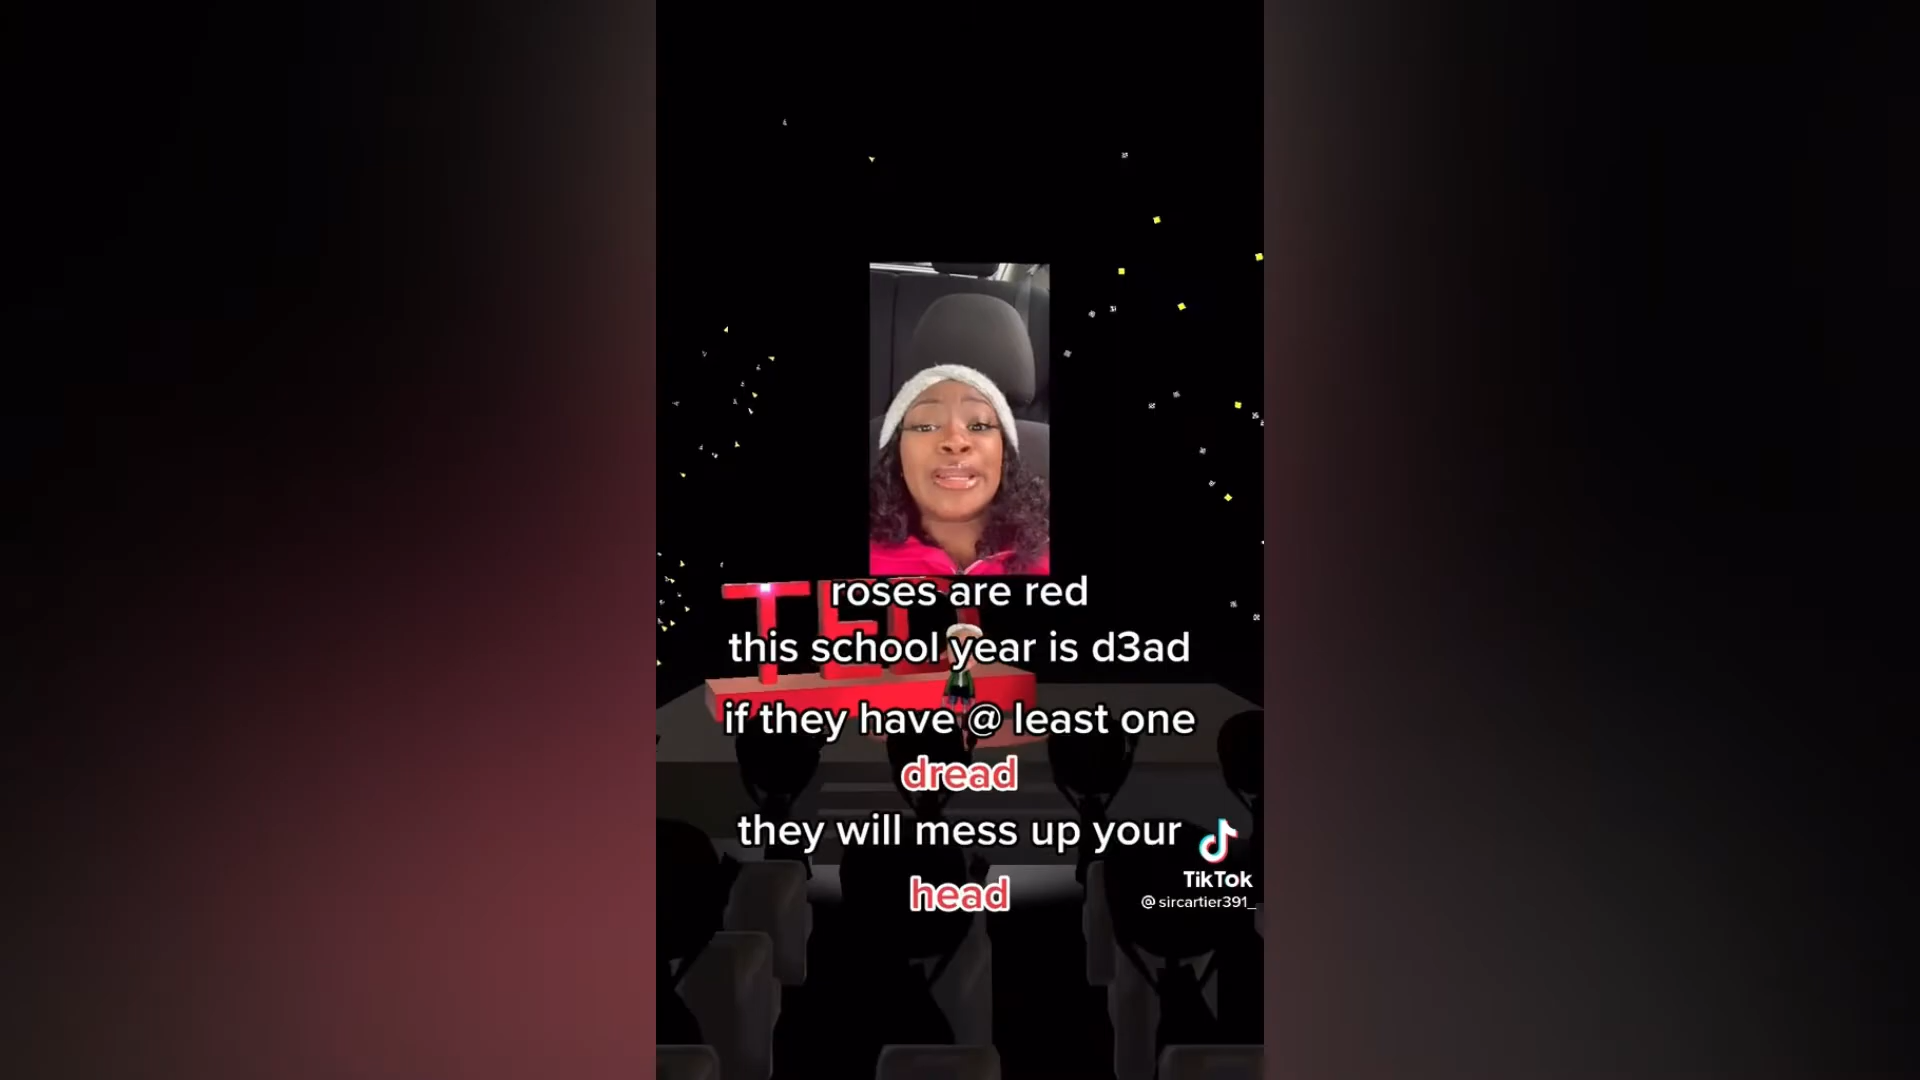 TED
roses are red
this school year is d3ad
if they have @ least one
dread
they will mess up your
head
TikTok
@sircartier391_